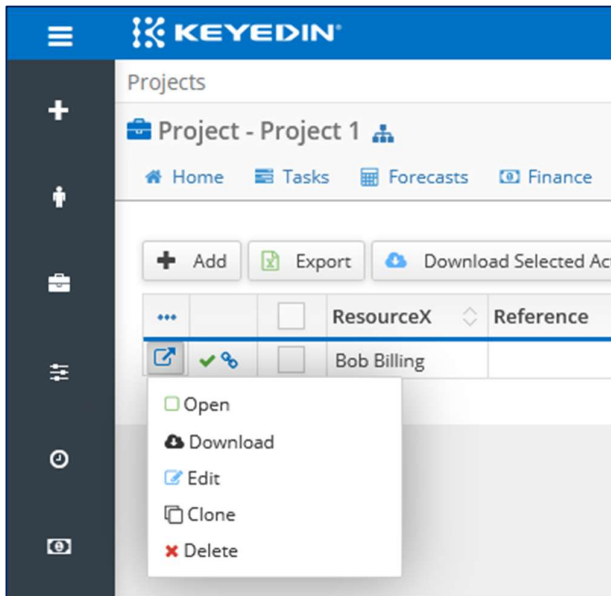 KEYEDIN
Projects
Project - Project 1
Home Tasks Forecasts Finance
Add Export Download Selected Act
ResourceX Reference
Bob Billing
Open
Download
Edit
Clone
Delete